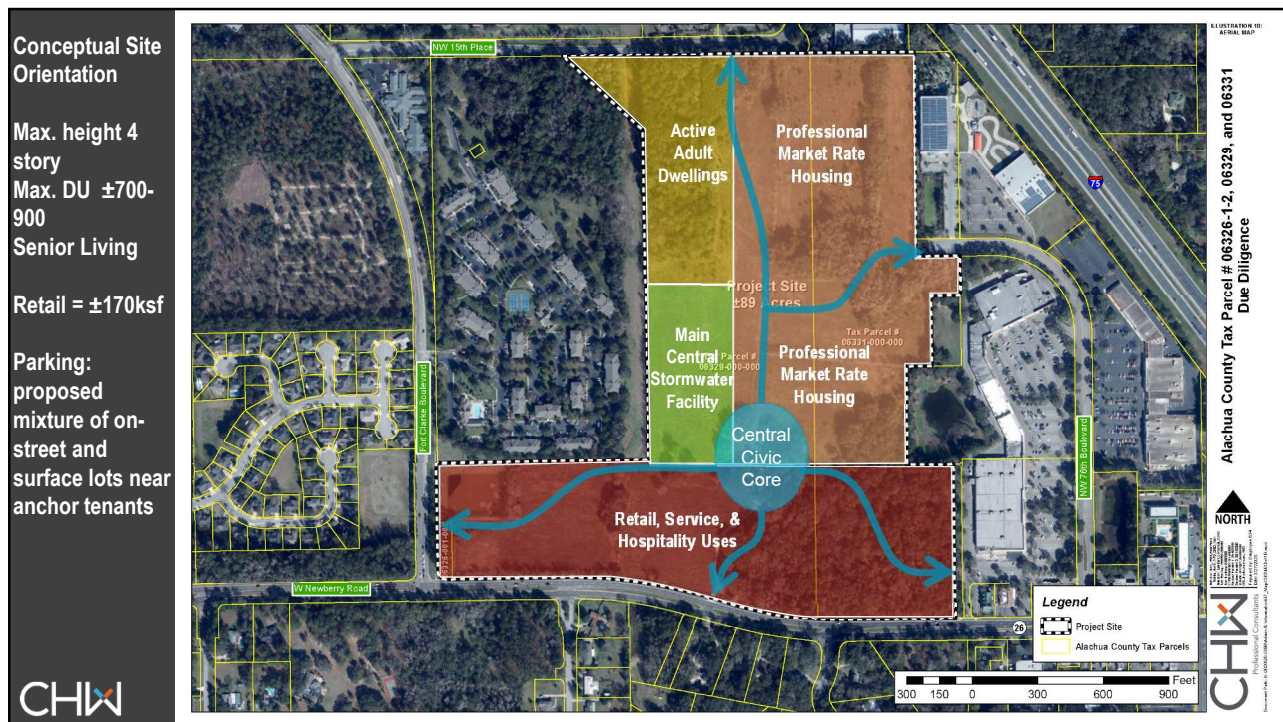 Conceptual Site
Orientation
Max. height 4
story
Max. DU ±700-
900
Senior Living
Retail = ±170ksf
Parking:
proposed
mixture of on-
street and
surface lots near
anchor tenants
CHW
NW 15th Place
Active
Adult
Dwellings
Professional
Market Rate
Housing
75
Fort Clarke Boulevard
Project Site
±89 Acres
Tax Parcel #
06331-000-000
Main
Central
Stormwater
Facility
Parcel #
06329-000-000
Professional
Market Rate
Housing
Central
Civic
Core
NW 76th Boulevard
Retail, Service, &
Hospitality Uses
W Newberry Road
26
Legend
Project Site
Alachua County Tax Parcels
Feet
300 150 0 300 600 900
ILLUSTRATION 10:
AERIAL MAP
Alachua County Tax Parcel # 06326-1-2, 06329, and 06331
Due Diligence
NORTH
CHW
Professional Consultants